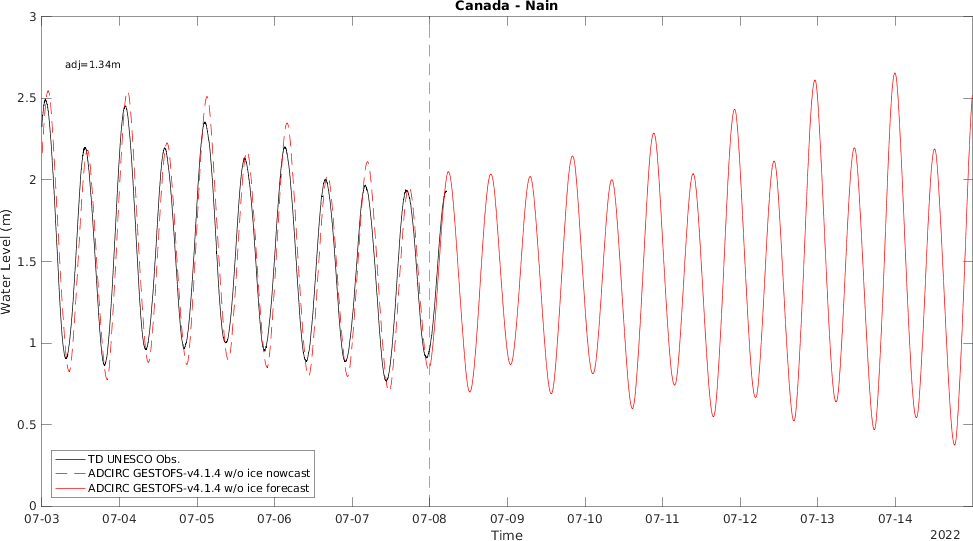 Canada - Nain
adj=1.34m
Water Level (m)
3
2.5
2
1.5
1
0.5
0
TD UNESCO Obs.
ADCIRC GESTOFS-v4.1.4 w/o ice nowcast
ADCIRC GESTOFS-v4.1.4 w/o ice forecast
07-03 07-04 07-05 07-06 07-07 07-08 07-09 07-10 07-11 07-12 07-13 07-14
Time
2022